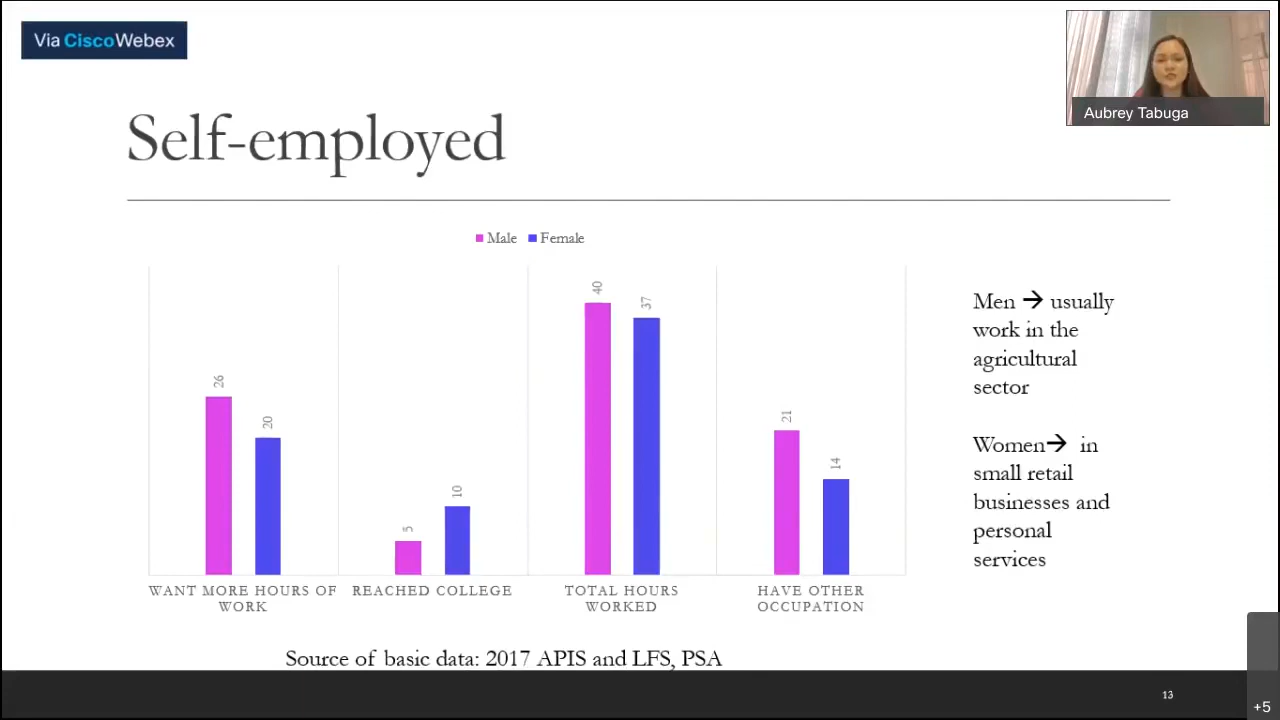 Via CiscoWebex
Aubrey Tabuga
Self-employed
Male Female
26
20
5
10
40
37
21
14
WANT MORE HOURS OF
WORK
REACHED COLLEGE
TOTAL HOURS
WORKED
HAVE OTHER
OCCUPATION
Men → usually
work in the
agricultural
sector
Women→ in
small retail
businesses and
personal
services
Source of basic data: 2017 APIS and LFS, PSA
13
+5